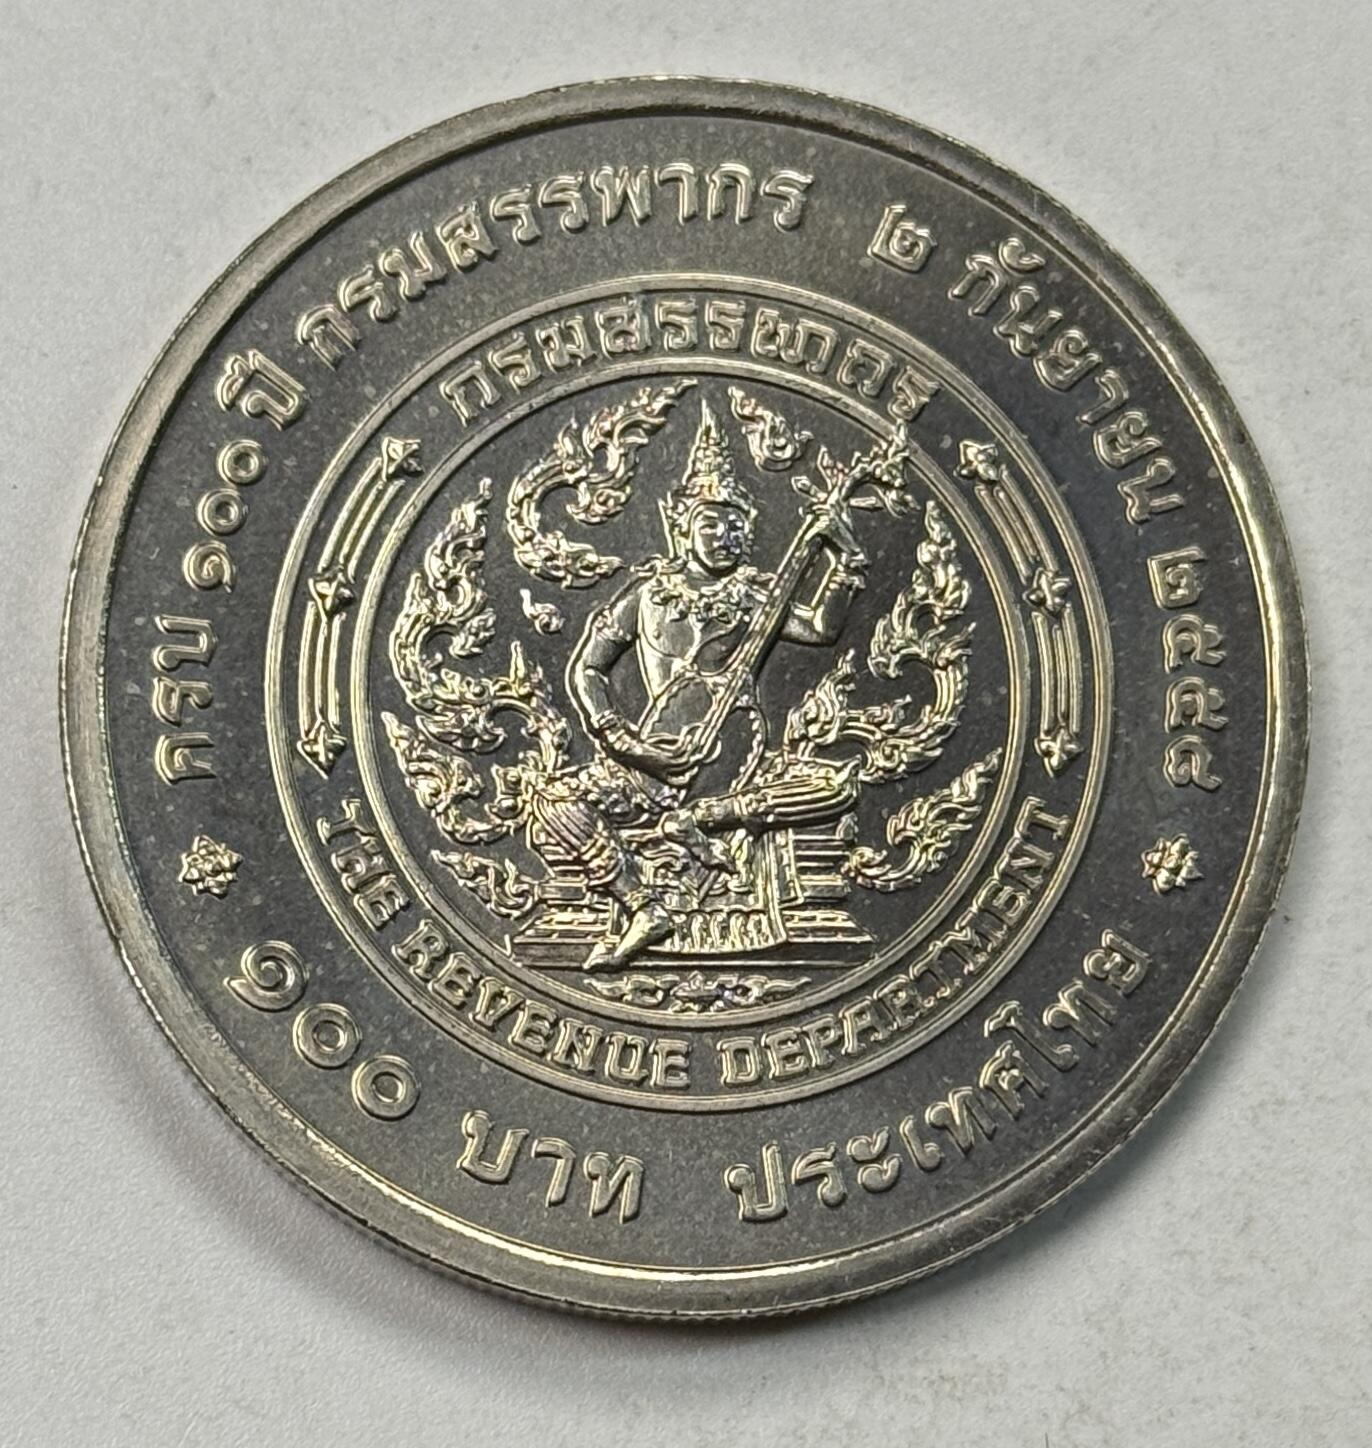 ครบ ๑๐๐ ปี กรมสรรพากร ๒ กันยายน ๒๕๕๘
กรมสรรพากร
THE REVENUE DEPARTMENT
๑๐๐ บาท ประเทศไทย